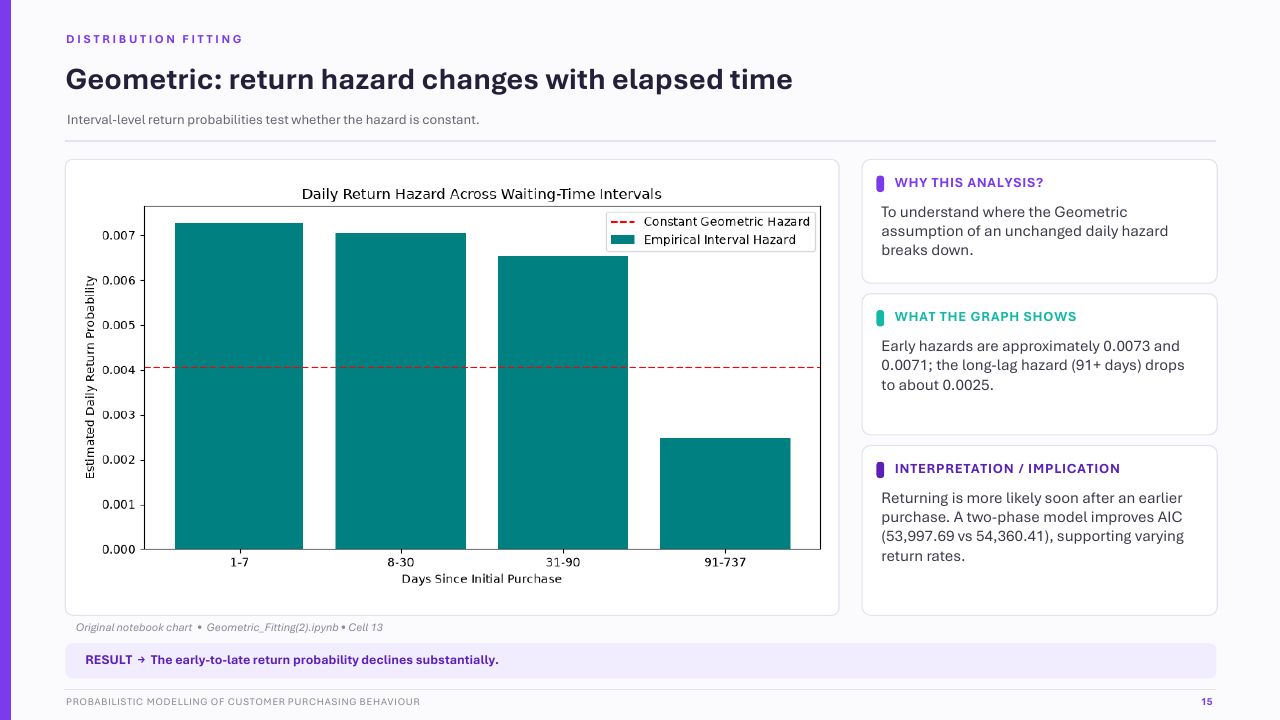 DISTRIBUTION FITTING
Geometric: return hazard changes with elapsed time
Interval-level return probabilities test whether the hazard is constant.
Daily Return Hazard Across Waiting-Time Intervals
Constant Geometric Hazard
Empirical Interval Hazard
Estimated Daily Return Probability
0.007
0.006
0.005
0.004
0.003
0.002
0.001
0.000
1-7
8-30
31-90
91-737
Days Since Initial Purchase
Original notebook chart • Geometric_Fitting(2).ipynb • Cell 13
WHY THIS ANALYSIS?
To understand where the Geometric
assumption of an unchanged daily hazard
breaks down.
WHAT THE GRAPH SHOWS
Early hazards are approximately 0.0073 and
0.0071; the long-lag hazard (91+ days) drops
to about 0.0025.
INTERPRETATION / IMPLICATION
Returning is more likely soon after an earlier
purchase. A two-phase model improves AIC
(53,997.69 vs 54,360.41), supporting varying
return rates.
RESULT → The early-to-late return probability declines substantially.
PROBABILISTIC MODELLING OF CUSTOMER PURCHASING BEHAVIOUR
15